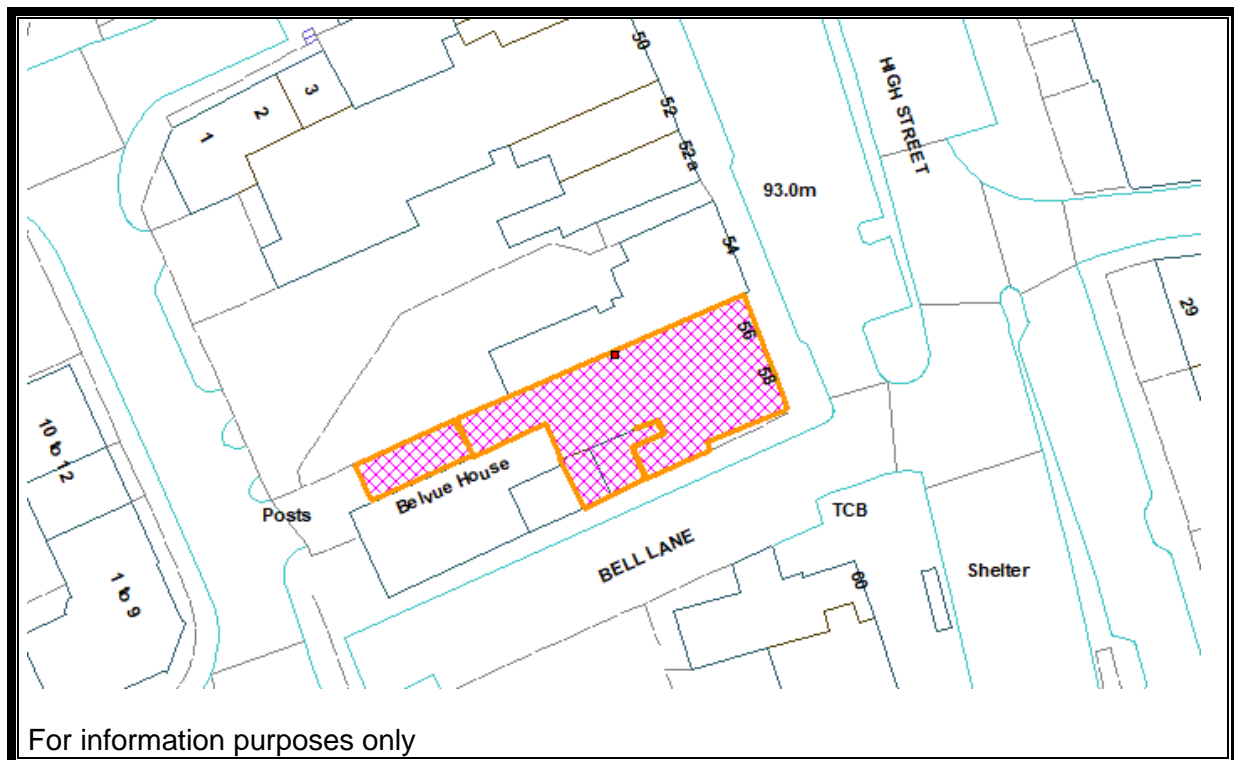 50
3
2
1
52
52a
HIGH STREET
93.0m
54
29
56
58
10 to 12
Belvue House
Posts
TCB
BELL LANE
Shelter
60
1 to 9
For information purposes only